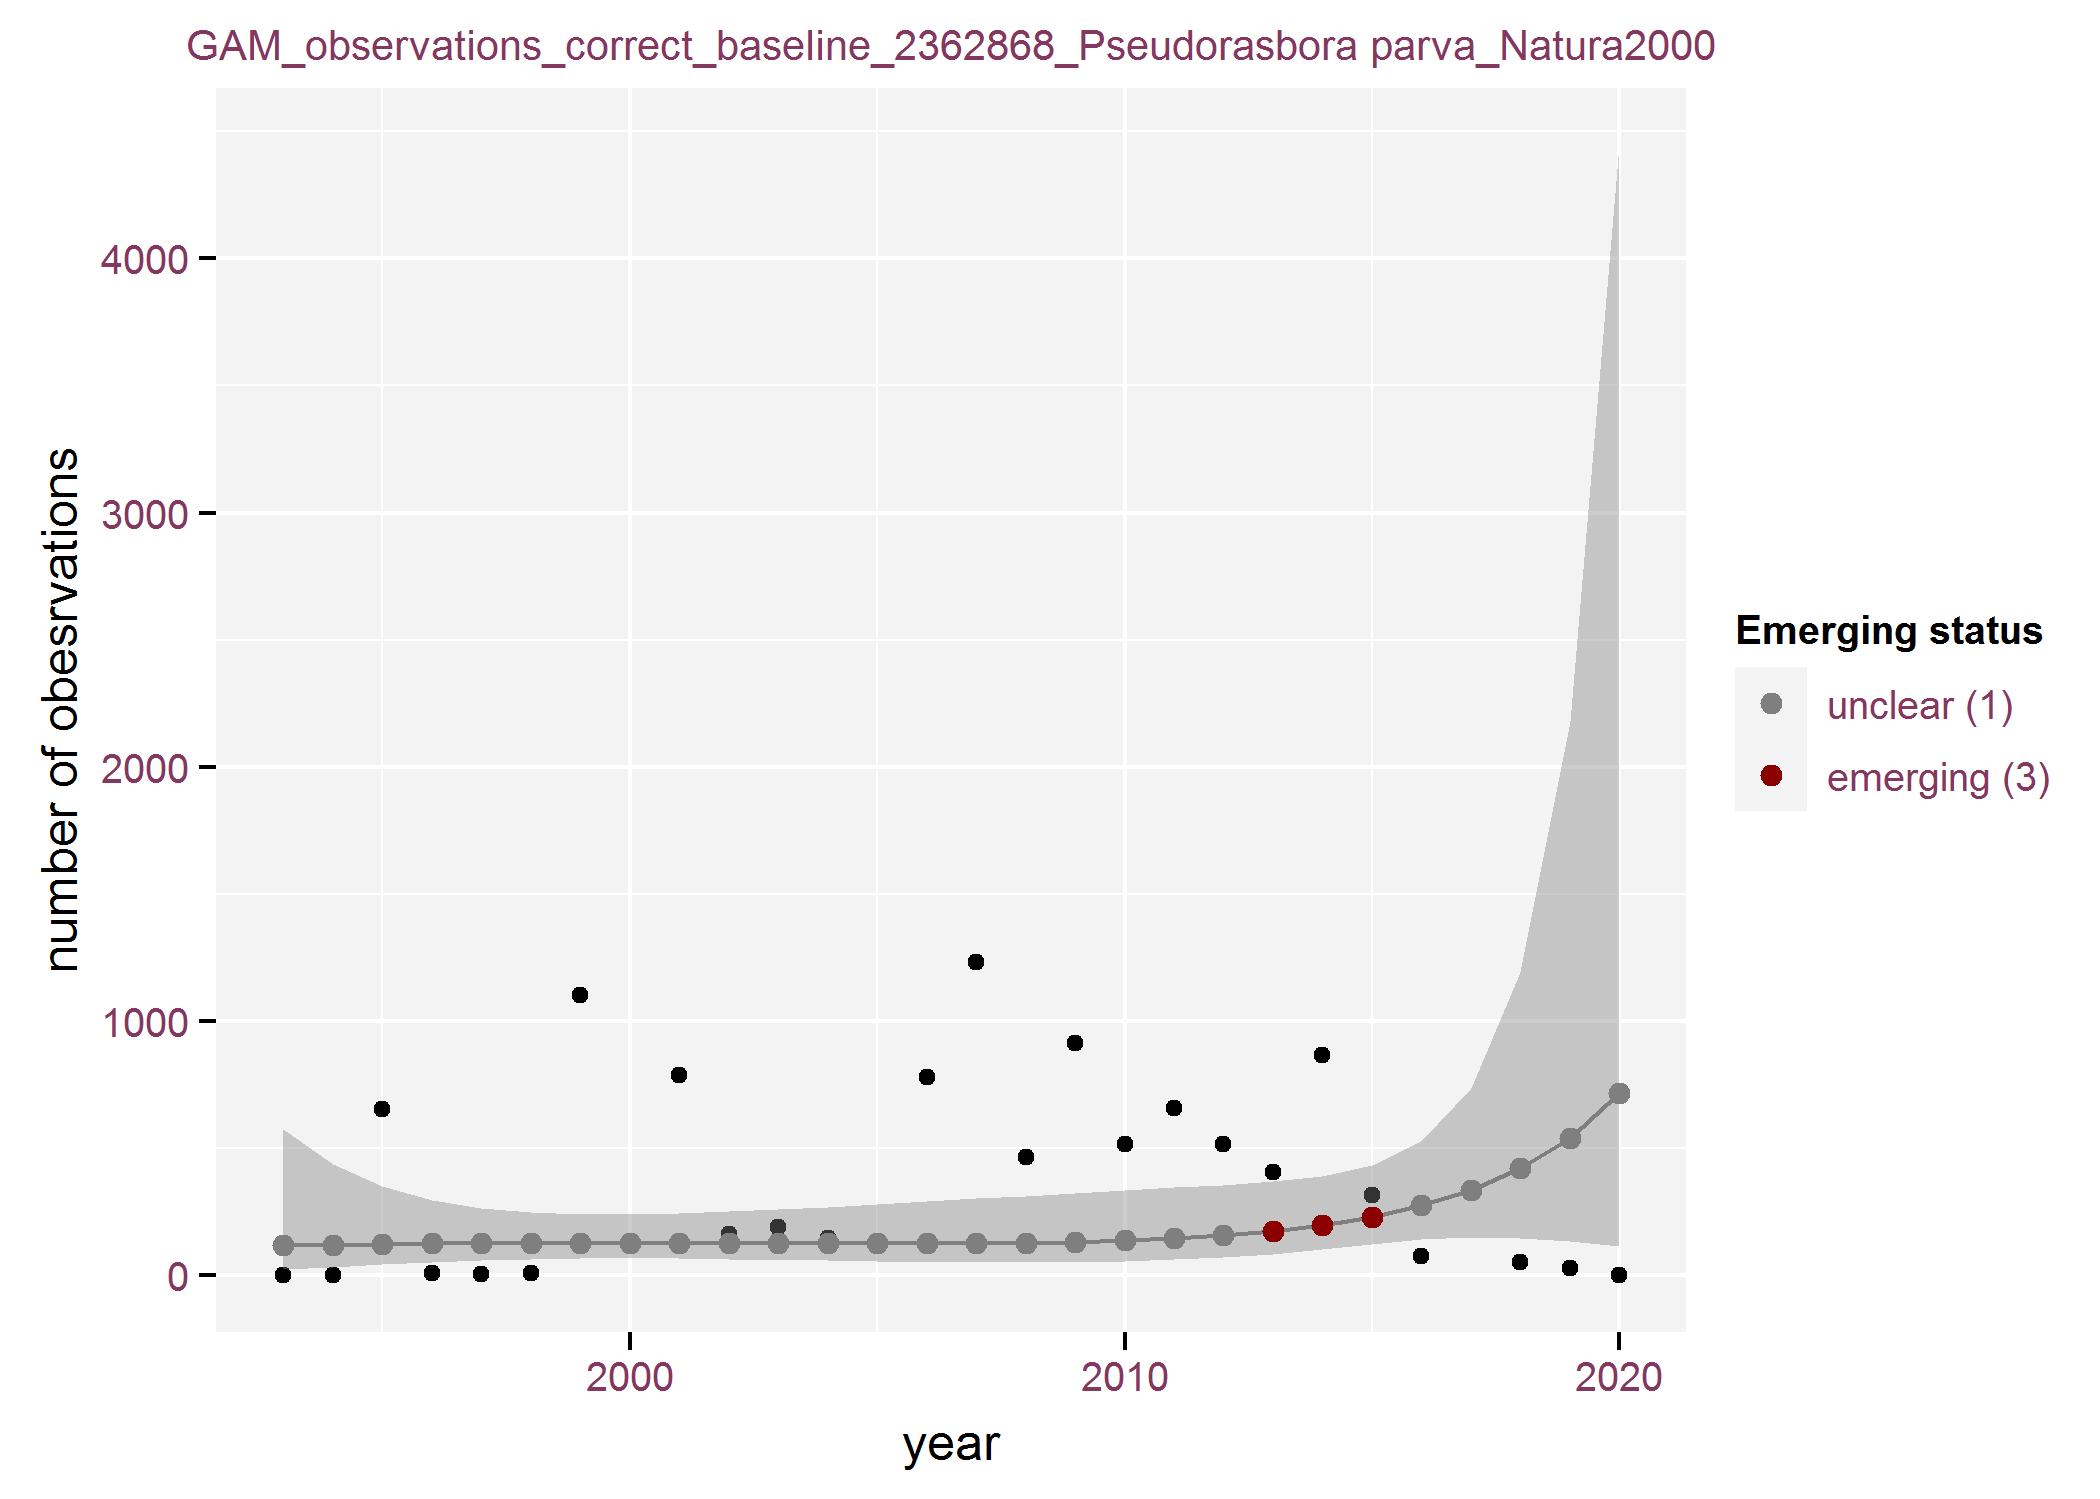 GAM_observations_correct_baseline_2362868_Pseudorasbora parva_Natura2000
number of obesrvations
4000
3000
2000
1000
0
2000
2010
2020
year
Emerging status
unclear (1)
emerging (3)